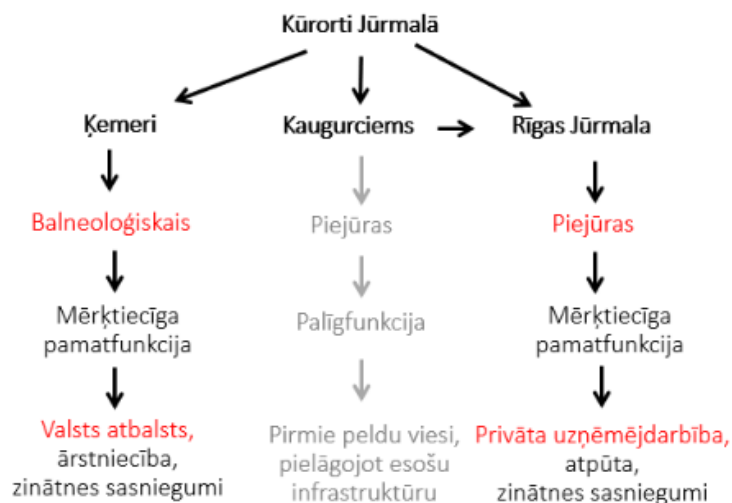 Kūrorti Jūrmalā
Ķemeri
Kaugurciems
Rīgas Jūrmala
Balneoloģiskais
Piejūras
Piejūras
Mērķtiecīga
pamatfunkcija
Palīgfunkcija
Mērķtiecīga
pamatfunkcija
Valsts atbalsts,
ārstniecība,
zinātnes sasniegumi
Pirmie peldu viesi,
pielāgojot esošu
infrastruktūru
Privāta uzņēmējdarbība,
atpūta,
zinātnes sasniegumi